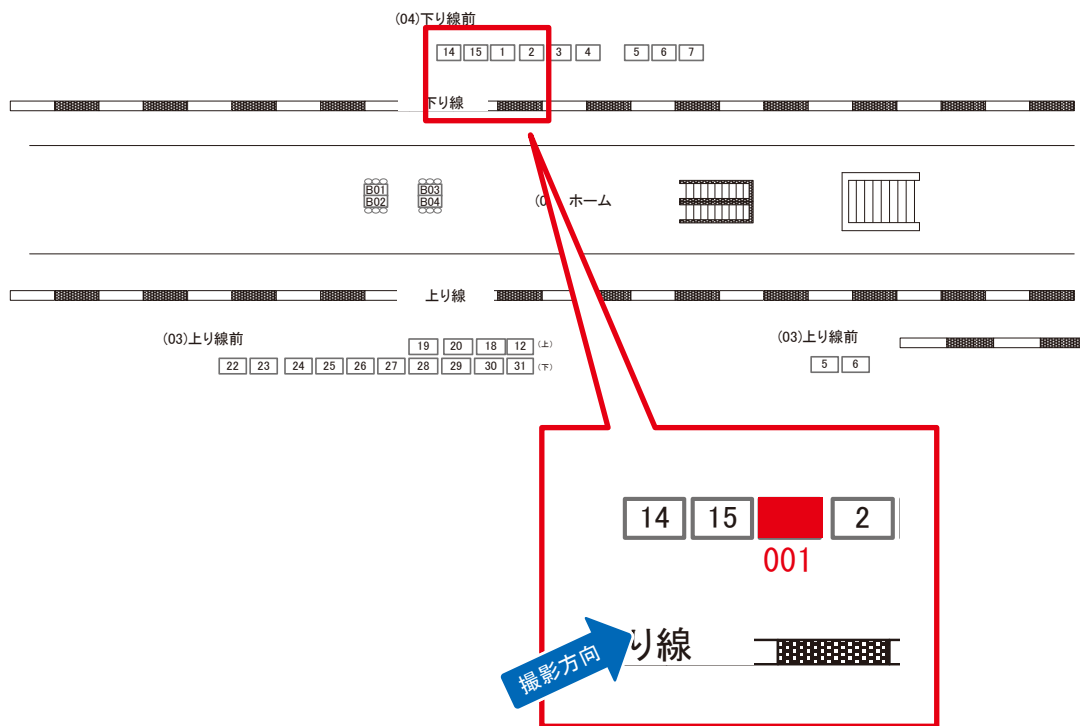 (04)下り線前
14 15 1 2 3 4 5 6 7
下り線
B01 B03
B02 B04
(0 ホーム
上り線
(03)上り線前
19 20 18 12 (上)
22 23 24 25 26 27 28 29 30 31 (下)
(03)上り線前
5 6
14 15 2
001
り線
撮影方向